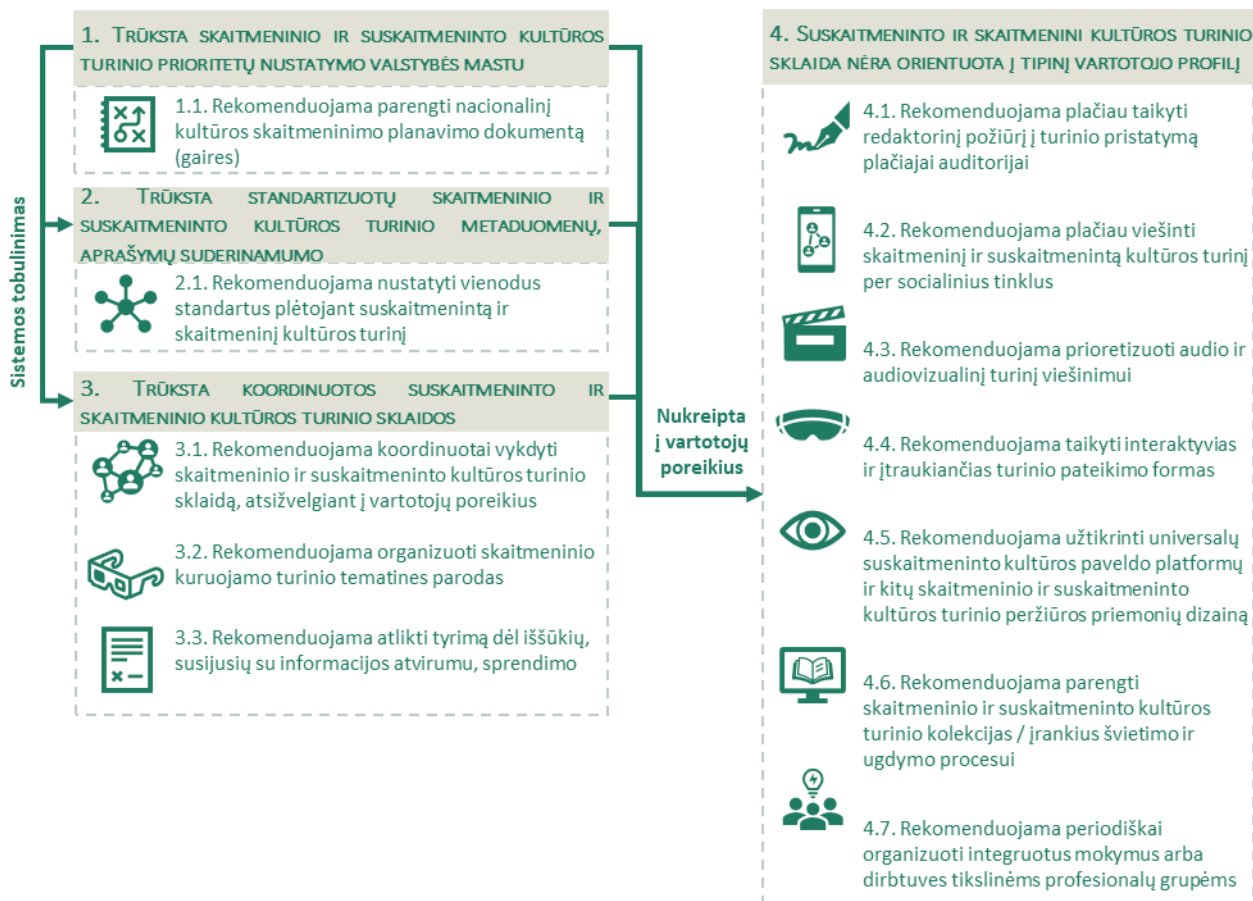 Sistemos tobulinimas
1. TRŪKSTA SKAITMENINIO IR SUSKAITMENINTO KULTŪROS
TURINIO PRIORITETŲ NUSTATYMO VALSTYBĖS MASTU
1.1. Rekomenduojama parengti nacionalinį
kultūros skaitmeninimo planavimo dokumentą
(gaires)
2. TRŪKSTA STANDARTIZUOTŲ SKAITMENINIO IR
SUSKAITMENINTO KULTŪROS TURINIO METADUOMENŲ,
APRAŠYMŲ SUDERINAMUMO
2.1. Rekomenduojama nustatyti vienodus
standartus plėtojant suskaitmenintą ir
skaitmeninį kultūros turinį
3. TRŪKSTA KOORDINUOTOS SUSKAITMENINTO IR
SKAITMENINIO KULTŪROS TURINIO SKLAIDOS
3.1. Rekomenduojama koordinuotai vykdyti
skaitmeninio ir suskaitmeninto kultūros turinio
sklaidą, atsižvelgiant į vartotojų poreikius
3.2. Rekomenduojama organizuoti skaitmeninio
kuruojamo turinio tematines parodas
3.3. Rekomenduojama atlikti tyrimą dėl iššūkių,
susijusių su informacijos atvirumu, sprendimo
Nukreipta
į vartotojų
poreikius
4. SUSKAITMENINTO IR SKAITMENINI KULTŪROS TURINIO
SKLAIDA NĖRA ORIENTUOTA Į TIPINĮ VARTOTOJO PROFILĮ
4.1. Rekomenduojama plačiau taikyti
redaktorinį požiūrį į turinio pristatymą
plačiajai auditorijai
4.2. Rekomenduojama plačiau viešinti
skaitmeninį ir suskaitmenintą kultūros turinį
per socialinius tinklus
4.3. Rekomenduojama prioretizuoti audio ir
audiovizualinį turinį viešinimui
4.4. Rekomenduojama taikyti interaktyvias
ir įtraukiančias turinio pateikimo formas
4.5. Rekomenduojama užtikrinti universalų
suskaitmeninto kultūros paveldo platformų
ir kitų skaitmeninio ir suskaitmeninto
kultūros turinio peržiūros priemonių dizainą
4.6. Rekomenduojama parengti
skaitmeninio ir suskaitmeninto kultūros
turinio kolekcijas / įrankius švietimo ir
ugdymo procesui
4.7. Rekomenduojama periodiškai
organizuoti integruotus mokymus arba
dirbtuves tikslinėms profesionalų grupėms